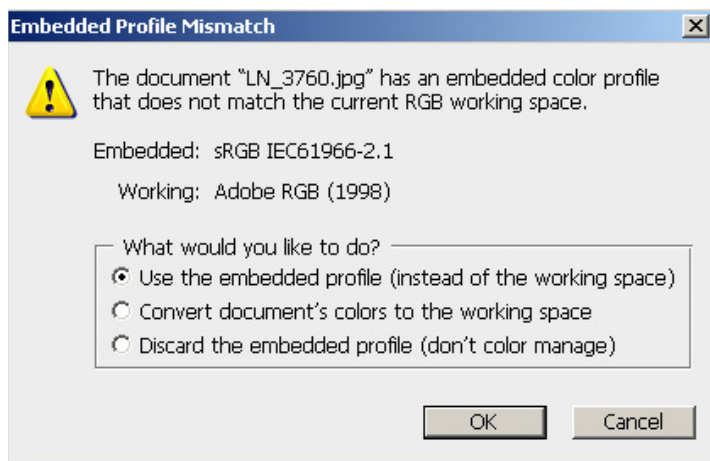 Embedded Profile Mismatch
The document “LN_3760.jpg” has an embedded color profile
that does not match the current RGB working space.
Embedded: sRGB IEC61966-2.1
Working: Adobe RGB (1998)
What would you like to do?
Use the embedded profile (instead of the working space)
Convert document's colors to the working space
Discard the embedded profile (don't color manage)
OK Cancel